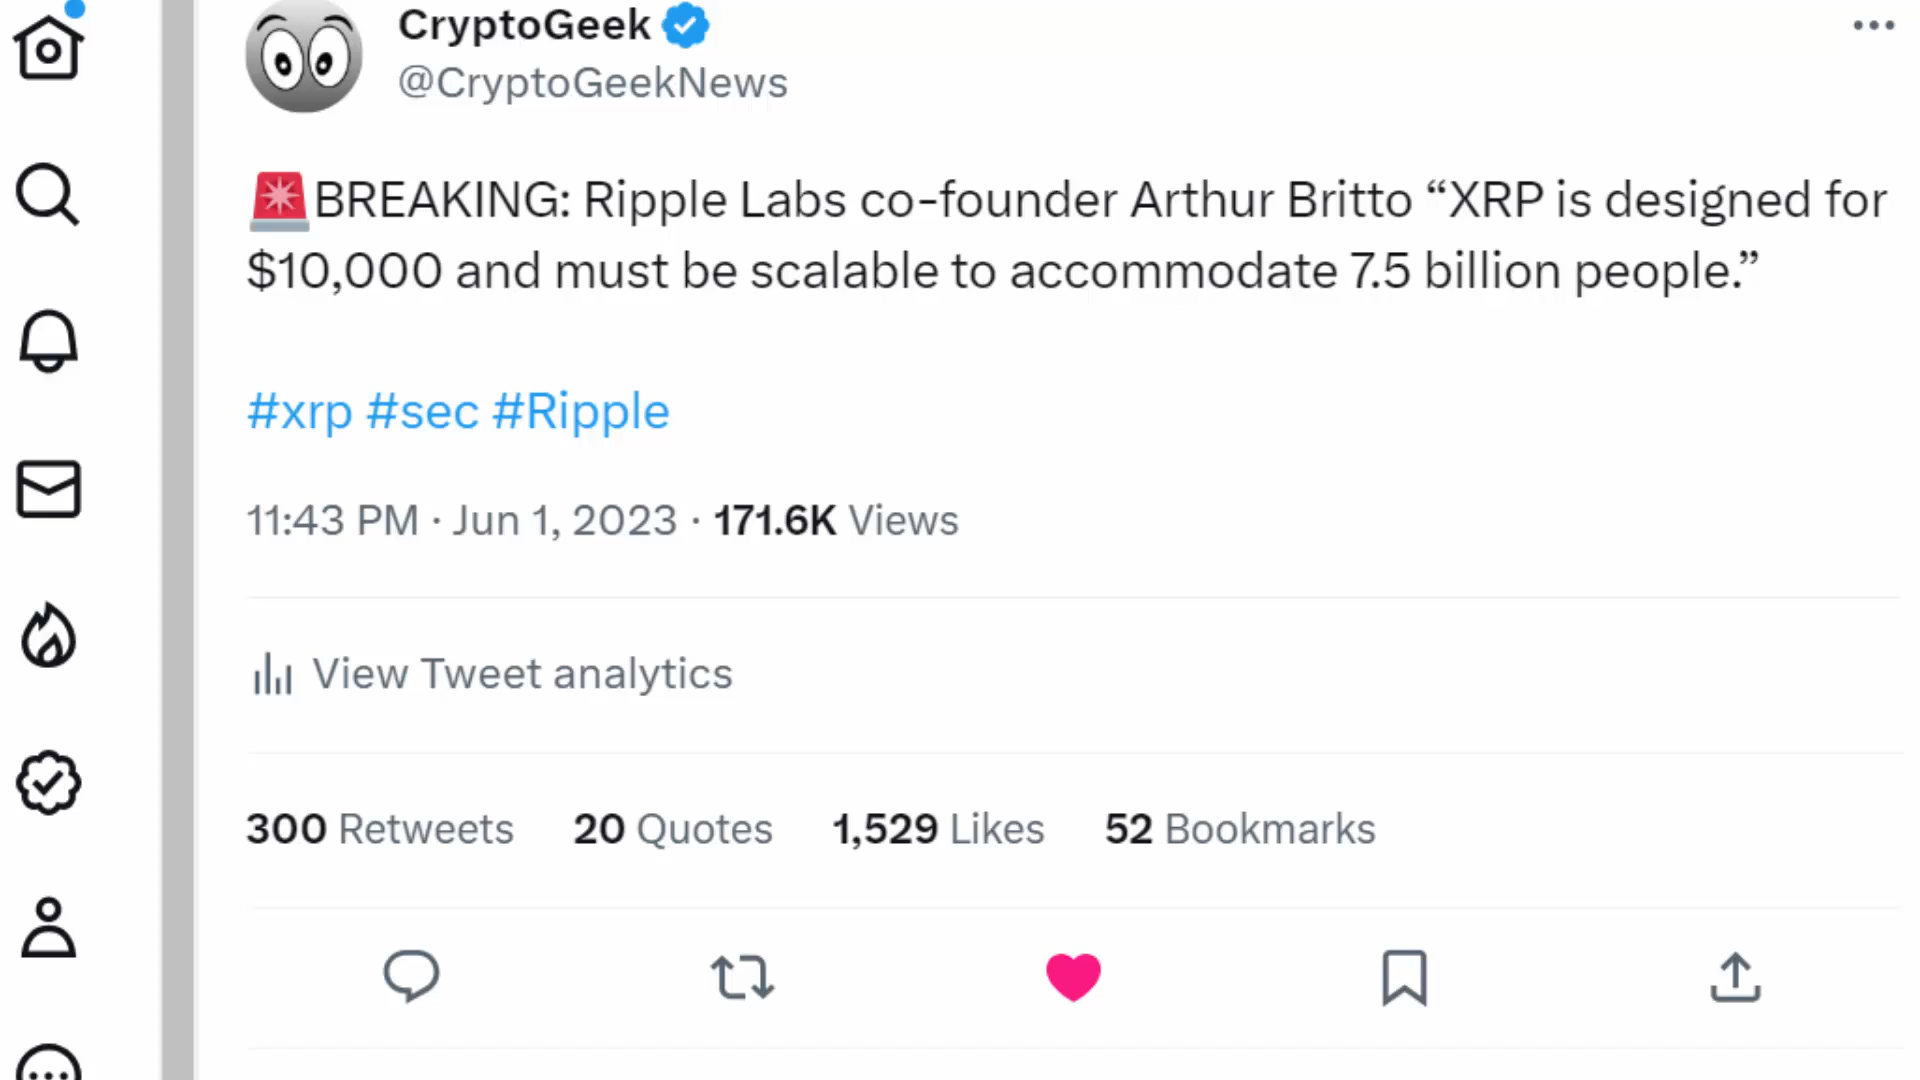 CryptoGeek
@CryptoGeekNews
🚨BREAKING: Ripple Labs co-founder Arthur Britto “XRP is designed for
$10,000 and must be scalable to accommodate 7.5 billion people.”
#xrp #sec #Ripple
11:43 PM · Jun 1, 2023 · 171.6K Views
View Tweet analytics
300 Retweets 20 Quotes 1,529 Likes 52 Bookmarks